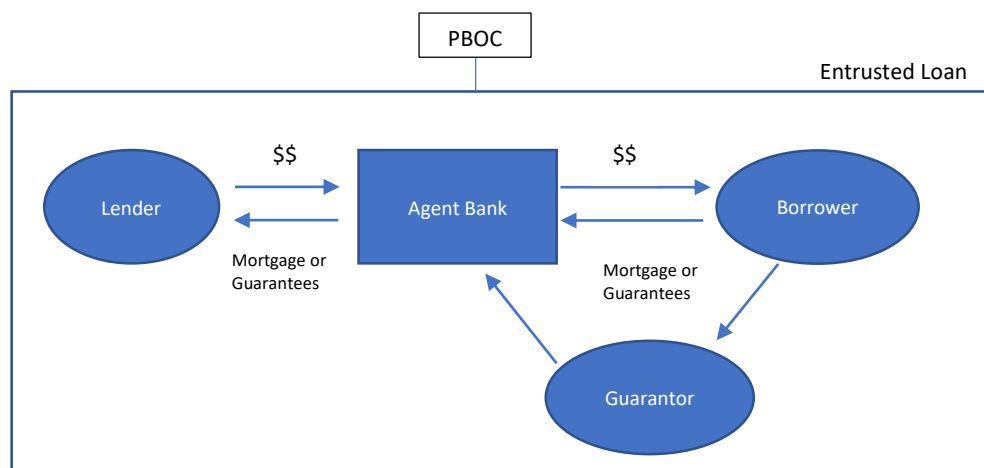 PBOC
Entrusted Loan
$$
$$
Lender
Agent Bank
Borrower
Mortgage or
Guarantees
Mortgage or
Guarantees
Guarantor